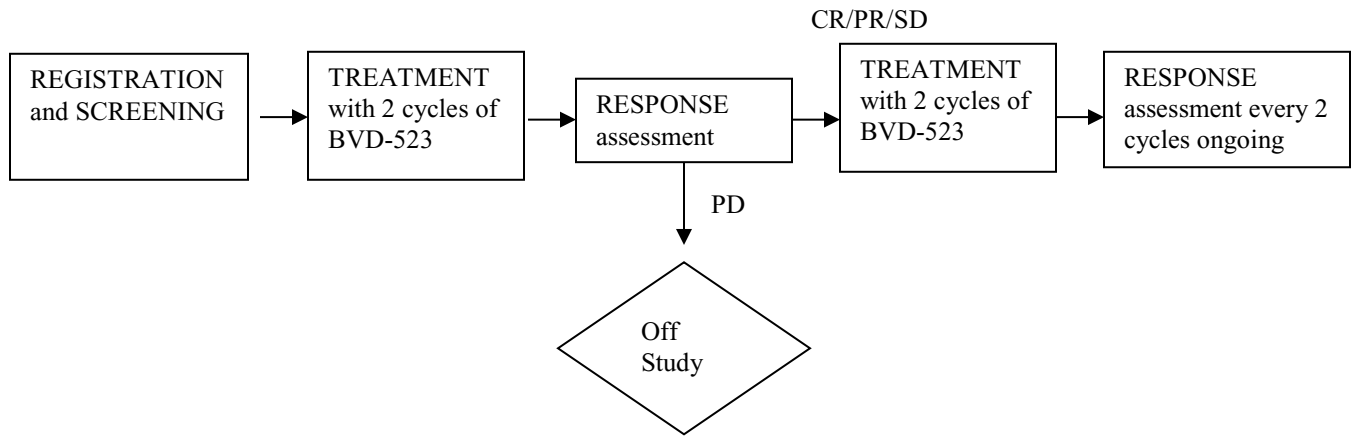 REGISTRATION
and SCREENING
TREATMENT
with 2 cycles of
BVD-523
RESPONSE
assessment
CR/PR/SD
TREATMENT
with 2 cycles of
BVD-523
RESPONSE
assessment every 2
cycles ongoing
PD
Off
Study